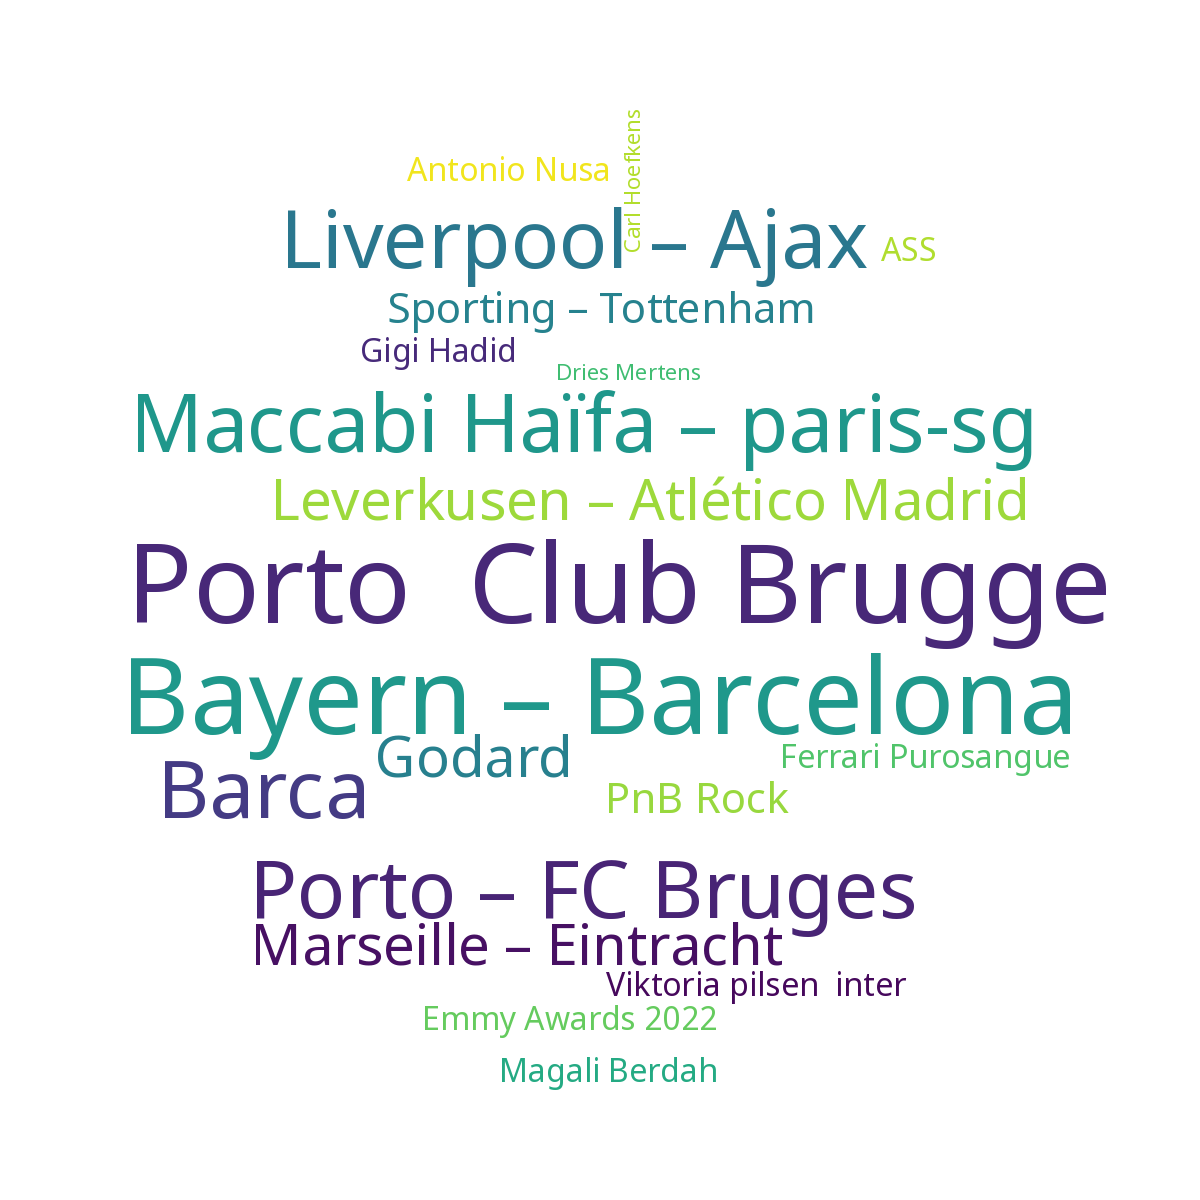 Carl Hoefkens
Antonio Nusa
Liverpool – Ajax
ASS
Sporting – Tottenham
Gigi Hadid
Dries Mertens
Maccabi Haïfa – paris-sg
Leverkusen – Atlético Madrid
Porto  Club Brugge
Bayern – Barcelona
Godard
Ferrari Purosangue
Barca
PnB Rock
Porto – FC Bruges
Marseille – Eintracht
Viktoria pilsen  inter
Emmy Awards 2022
Magali Berdah